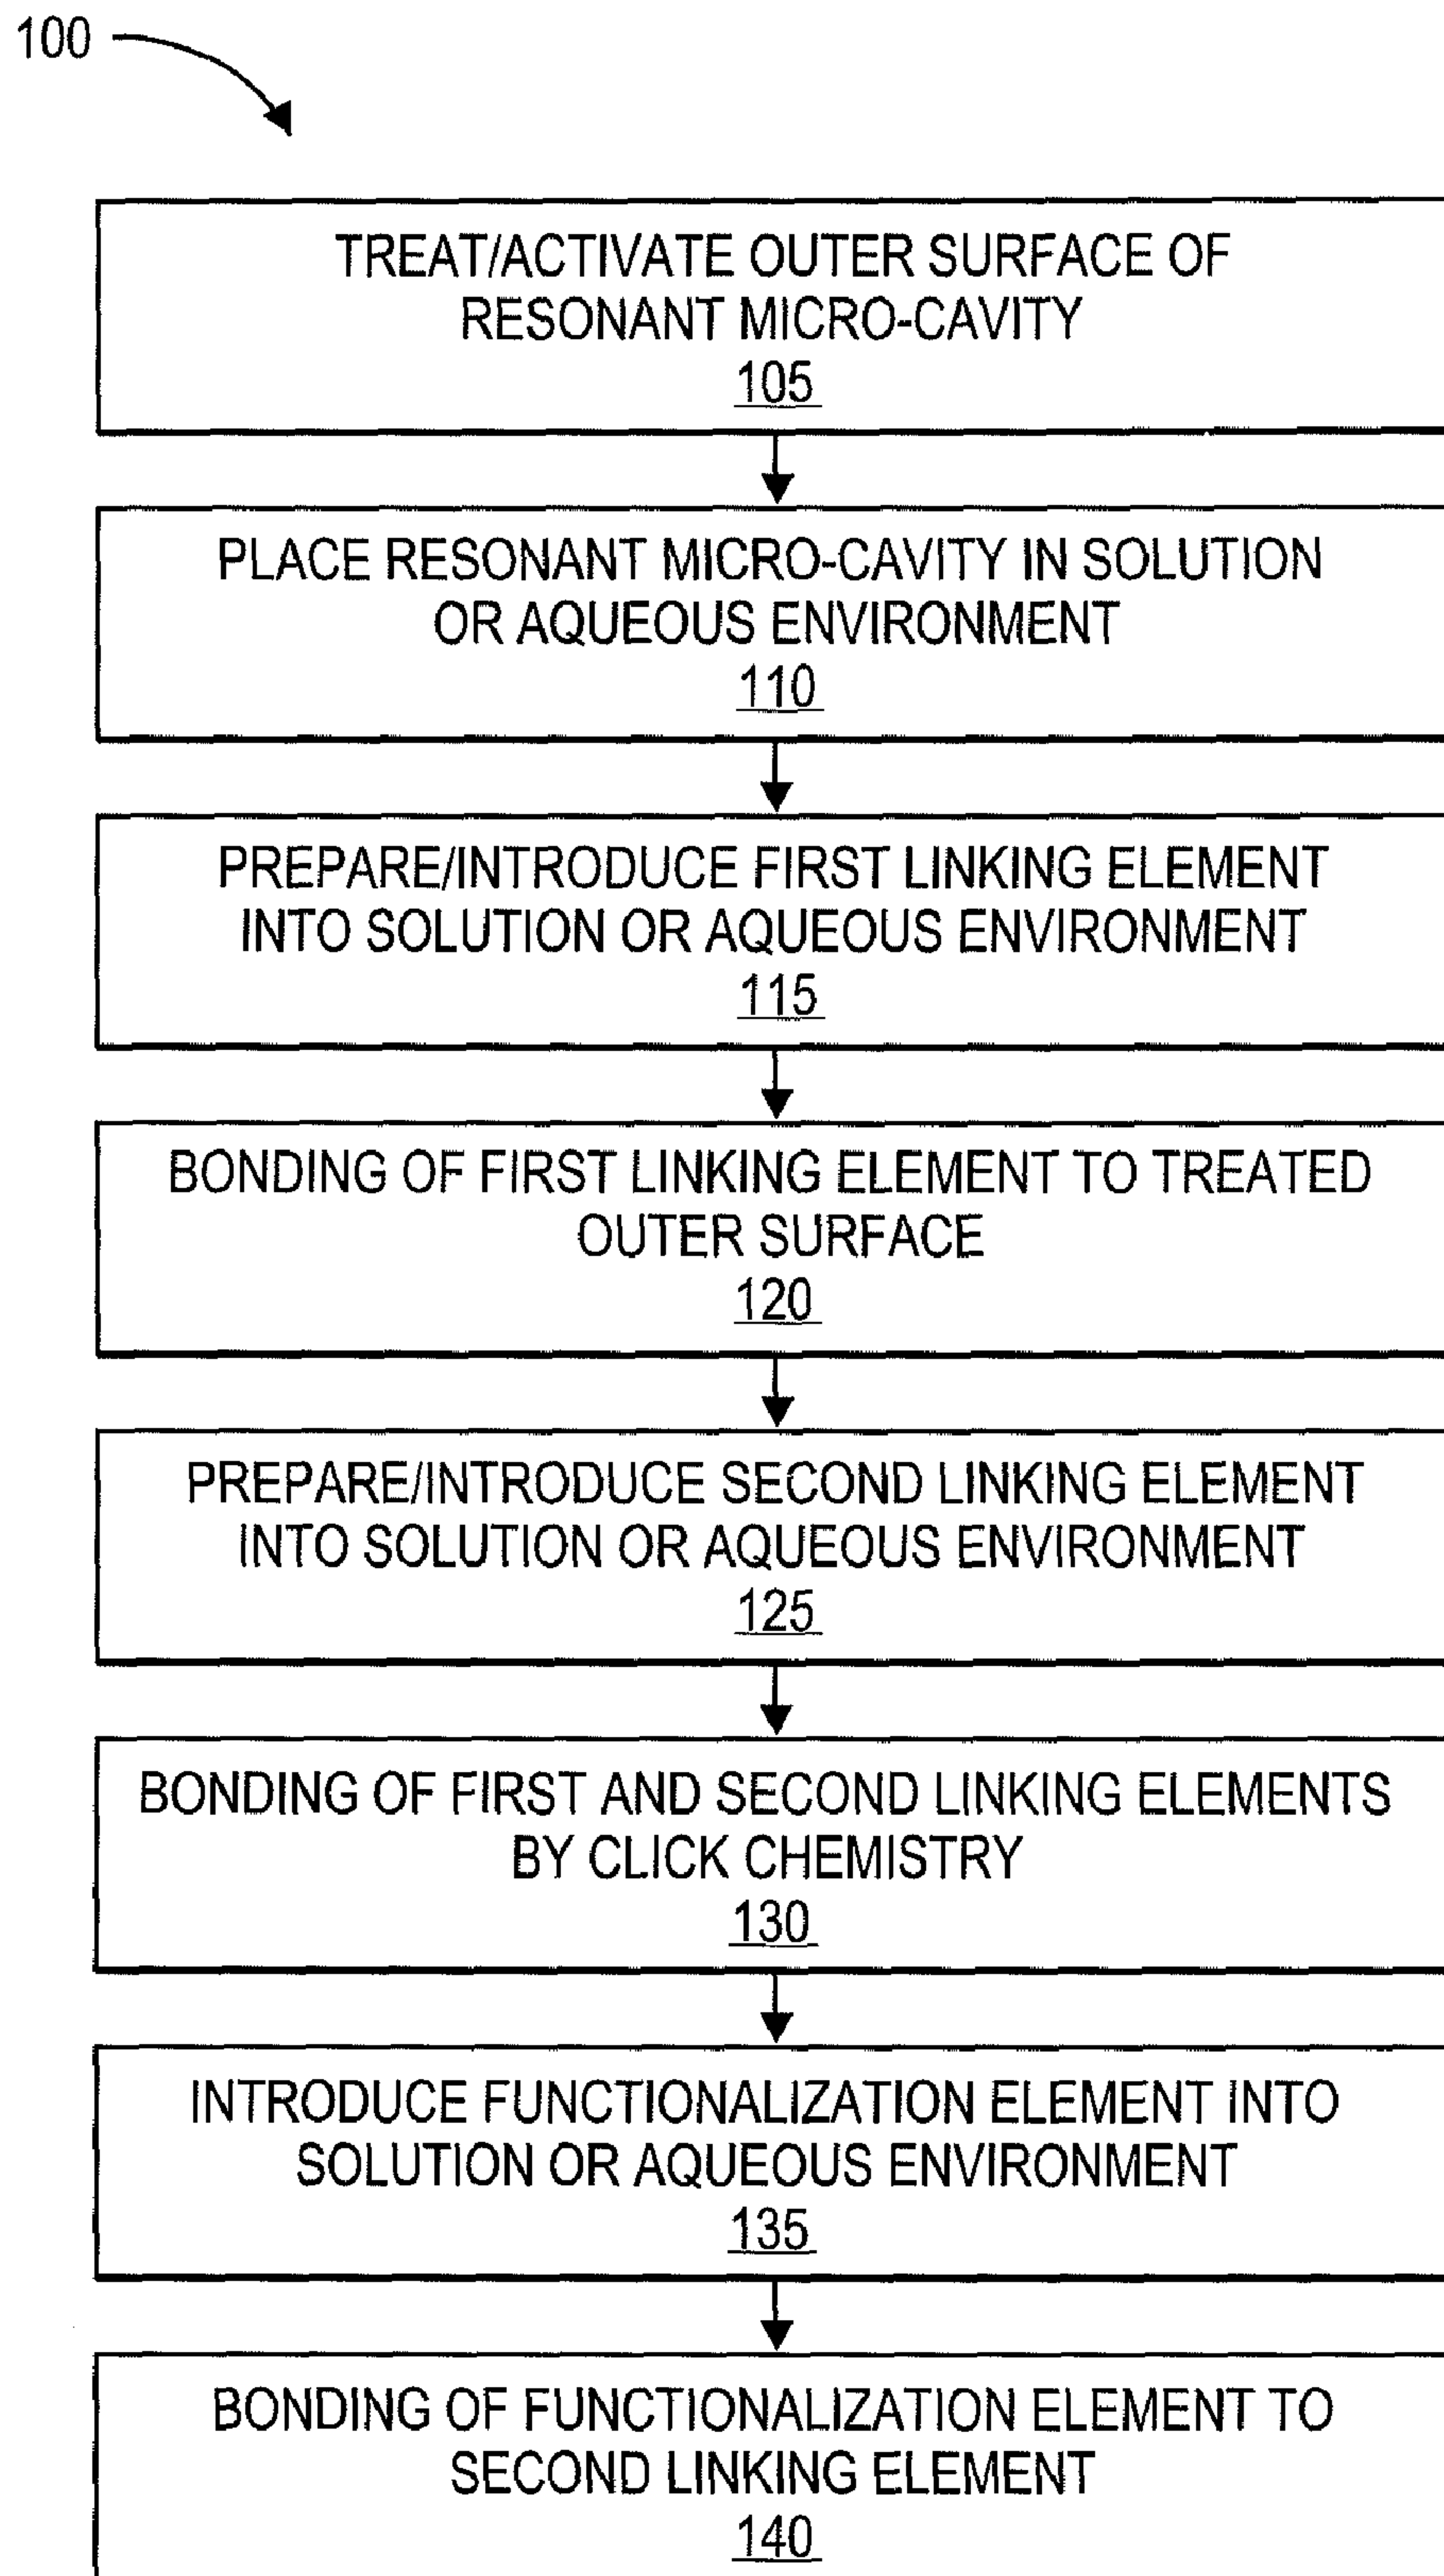 100
TREAT/ACTIVATE OUTER SURFACE OF
RESONANT MICRO-CAVITY
105
PLACE RESONANT MICRO-CAVITY IN SOLUTION
OR AQUEOUS ENVIRONMENT
110
PREPARE/INTRODUCE FIRST LINKING ELEMENT
INTO SOLUTION OR AQUEOUS ENVIRONMENT
115
BONDING OF FIRST LINKING ELEMENT TO TREATED
OUTER SURFACE
120
PREPARE/INTRODUCE SECOND LINKING ELEMENT
INTO SOLUTION OR AQUEOUS ENVIRONMENT
125
BONDING OF FIRST AND SECOND LINKING ELEMENTS
BY CLICK CHEMISTRY
130
INTRODUCE FUNCTIONALIZATION ELEMENT INTO
SOLUTION OR AQUEOUS ENVIRONMENT
135
BONDING OF FUNCTIONALIZATION ELEMENT TO
SECOND LINKING ELEMENT
140